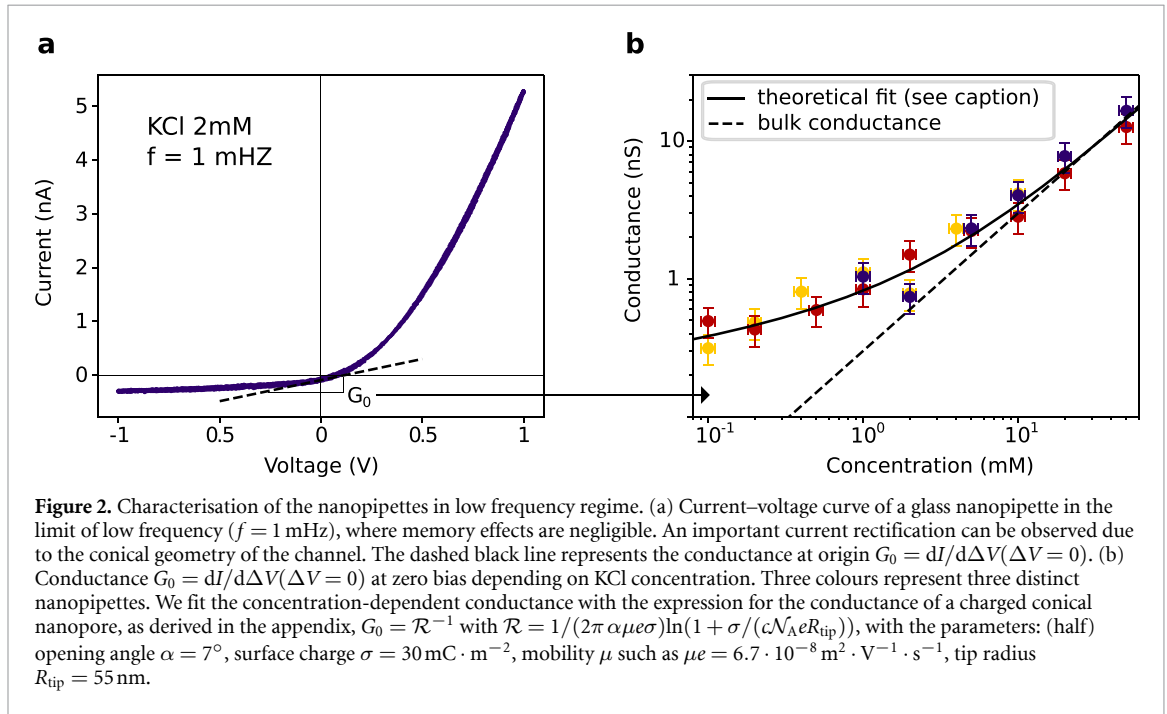 a
KCl 2mM
f = 1 mHZ
Current (nA)
5
4
3
2
1
0
G₀
-1
0.5
0
0.5
1
Voltage (V)
b
theoretical fit (see caption)
bulk conductance
Conductance (nS)
10
1
10⁻¹
10⁰
10¹
Concentration (mM)
Figure 2. Characterisation of the nanopipettes in low frequency regime. (a) Current–voltage curve of a glass nanopipette in the
limit of low frequency (f = 1 mHz), where memory effects are negligible. An important current rectification can be observed due
to the conical geometry of the channel. The dashed black line represents the conductance at origin G₀ = dI/dΔV(ΔV = 0). (b)
Conductance G₀ = dI/dΔV(ΔV = 0) at zero bias depending on KCl concentration. Three colours represent three distinct
nanopipettes. We fit the concentration-dependent conductance with the expression for the conductance of a charged conical
nanopore, as derived in the appendix, G₀ = ℛ⁻¹ with ℛ = 1/(2παμeσ)ln(1 + σ/(c𝒩_A eR_tip)), with the parameters: (half)
opening angle α = 7°, surface charge σ = 30 mC · m⁻², mobility μ such as μe = 6.7 · 10⁻⁸ m² · V⁻¹ · s⁻¹, tip radius
R_tip = 55 nm.